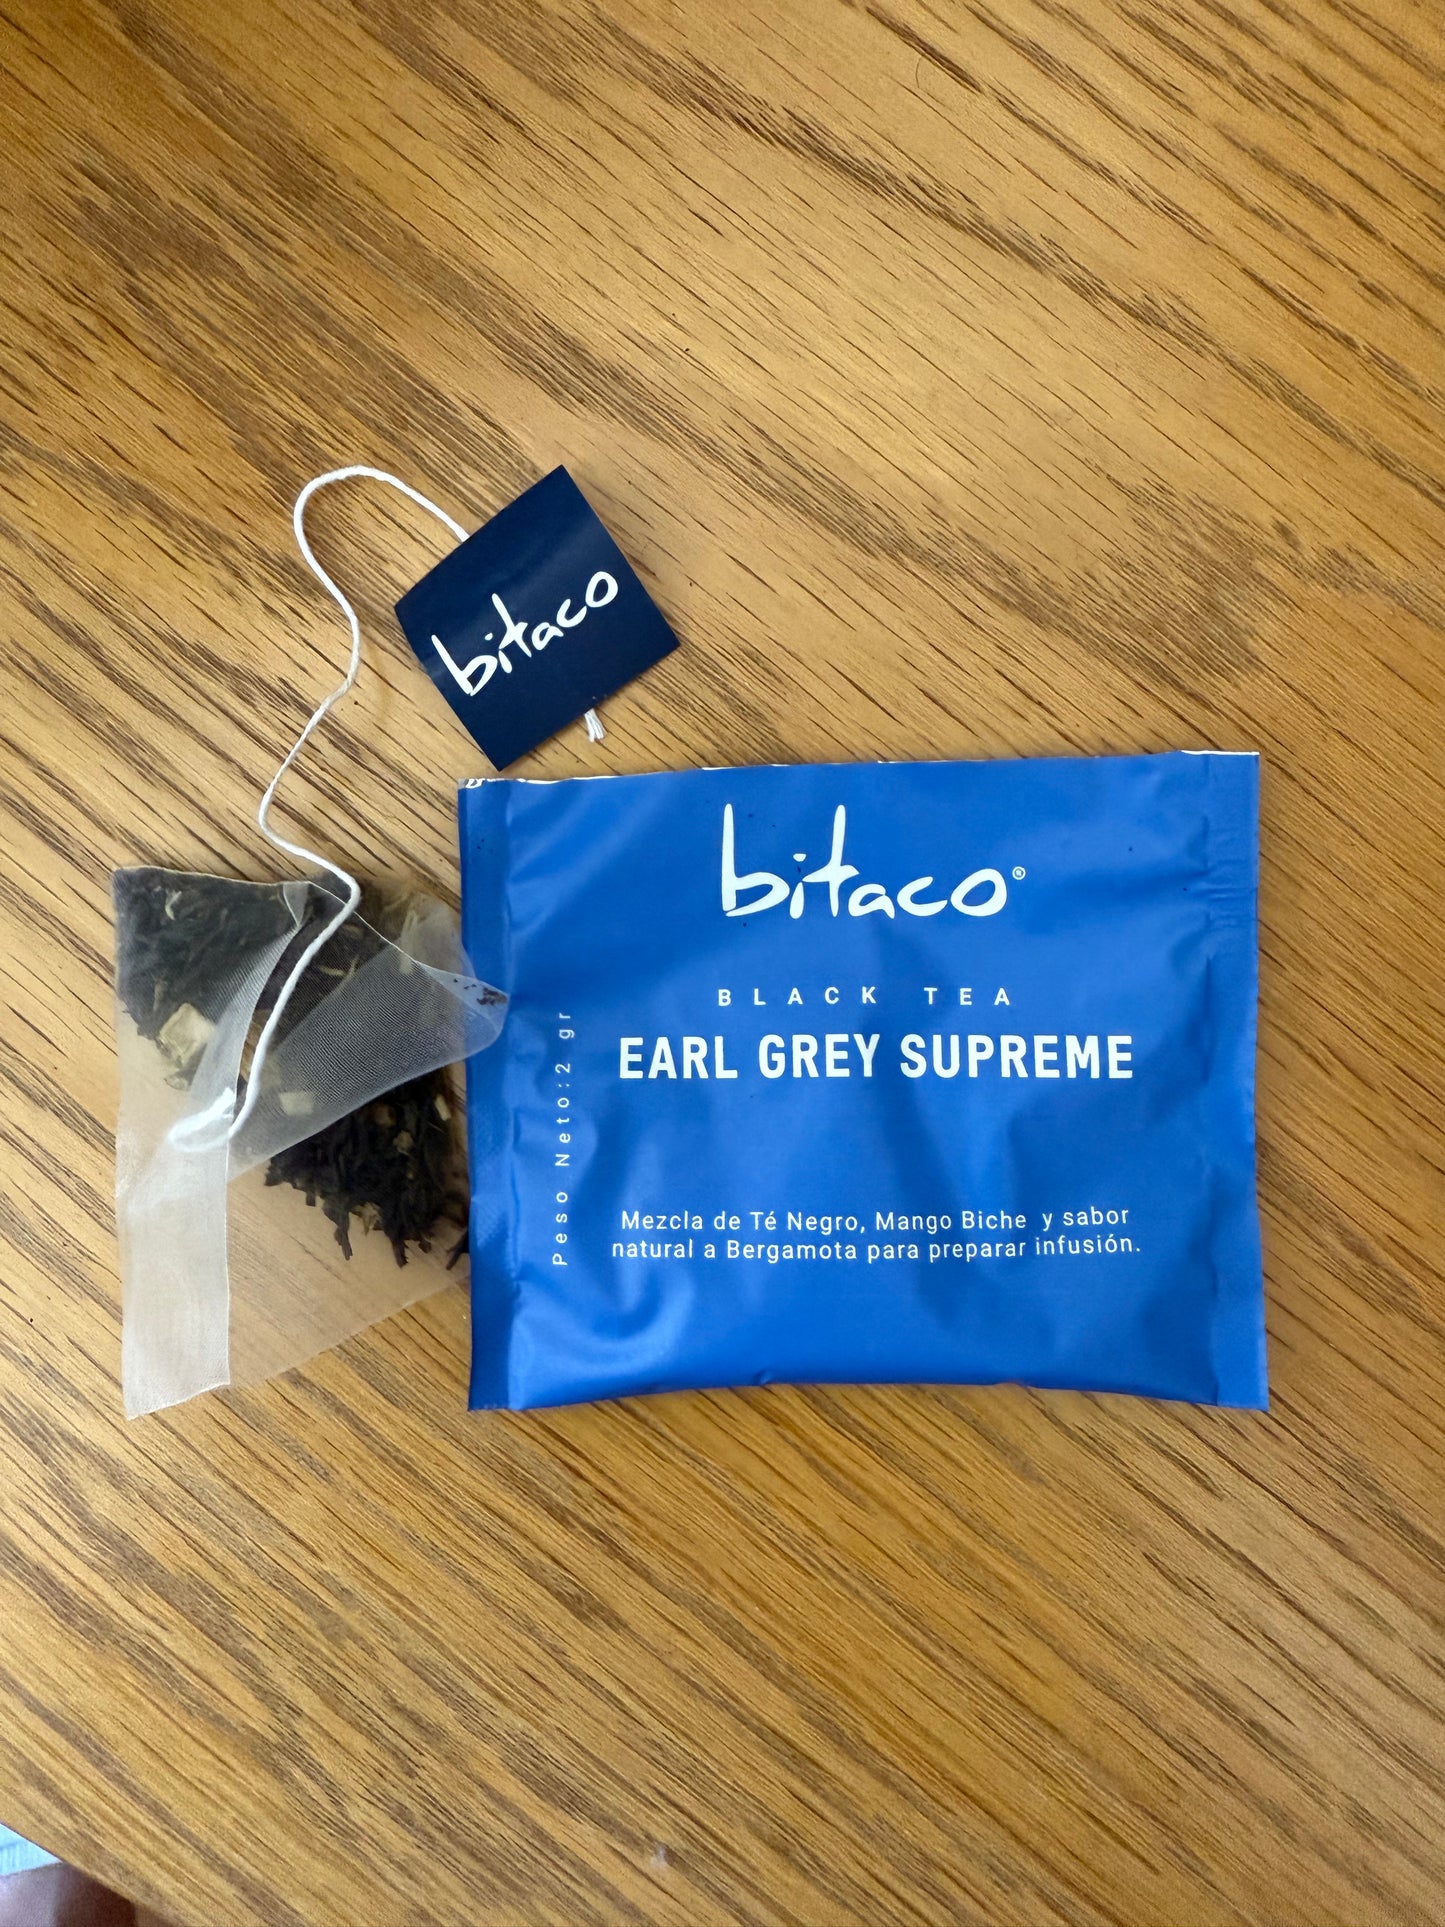 bitaco
bitaco®
BLACK TEA
EARL GREY SUPREME
Peso Neto:2 gr
Mezcla de Té Negro, Mango Biche y sabor
natural a Bergamota para preparar infusión.